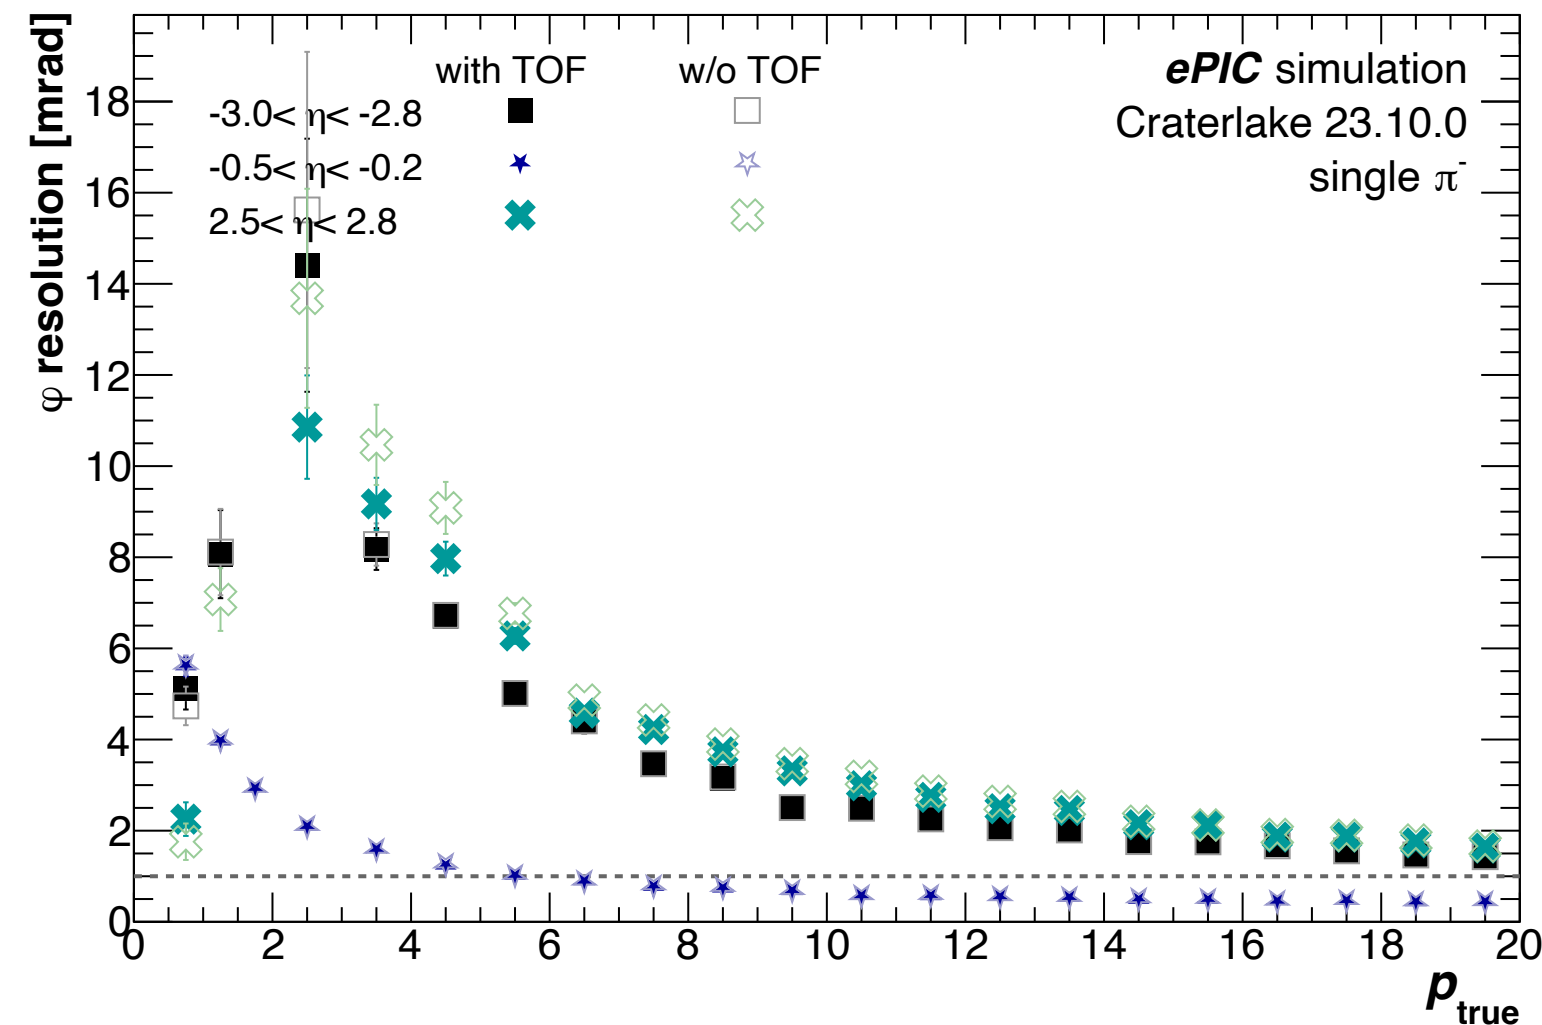 φ resolution [mrad]
with TOF w/o TOF
-3.0< η< -2.8
-0.5< η< -0.2
2.5< η< 2.8
ePIC simulation
Craterlake 23.10.0
single π-
18
16
14
12
10
8
6
4
2
0
0 2 4 6 8 10 12 14 16 18 20
p true